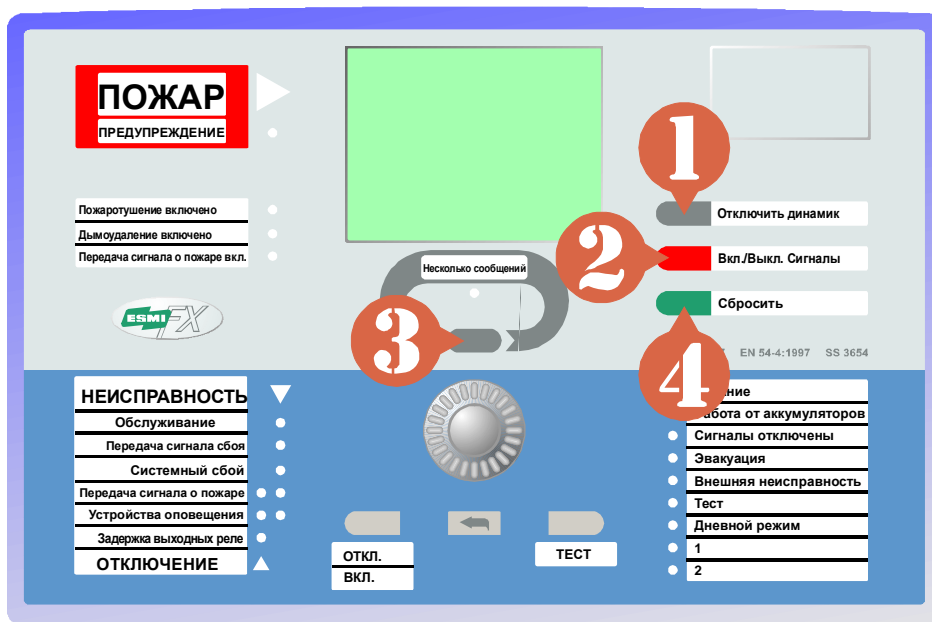 ПОЖАР
ПРЕДУПРЕЖДЕНИЕ
1
Отключить динамик
Пожаротушение включено
Дымоудаление включено
Передача сигнала о пожаре вкл.
2
Вкл./Выкл. Сигналы
Несколько сообщений
Сбросить
ESMI FX
3
4
EN 54-4:1997 SS 3654
НЕИСПРАВНОСТЬ
Обслуживание
Передача сигнала сбоя
Системный сбой
Передача сигнала о пожаре
Устройства оповещения
Задержка выходных реле
ОТКЛЮЧЕНИЕ
ОТКЛ.
ВКЛ.
ТЕСТ
от аккумуляторов
Сигналы отключены
Эвакуация
Внешняя неисправность
Тест
Дневной режим
1
2